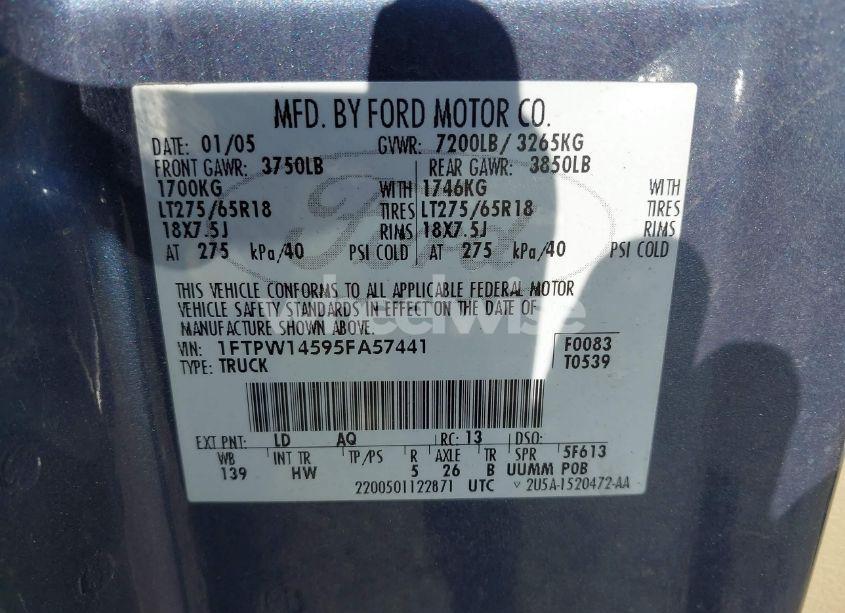 MFD. BY FORD MOTOR CO.
DATE: 01/05 GVWR: 7200LB/ 3265KG
FRONT GAWR: 3750LB REAR GAWR: 3850LB
1700KG WITH 1746KG WITH
LT275/65R18 TIRES LT275/65R18 TIRES
18X7.5J RIMS 18X7.5J RIMS
AT 275 kPa/40 PSI COLD AT 275 kPa/40 PSI COLD
Ford
THIS VEHICLE CONFORMS TO ALL APPLICABLE FEDERAL MOTOR
VEHICLE SAFETY STANDARDS IN EFFECT ON THE DATE OF
MANUFACTURE SHOWN ABOVE.
VIN: 1FTPW14595FA57441 F0083
TYPE: TRUCK T0539
EXT PNT: LD AQ RC: 13 DSO:
WB INT TR TP/PS R AXLE TR SPR 5F613
139 HW 5 26 B UUMM POB
2200501122871 UTC 2U5A-1520472-AA